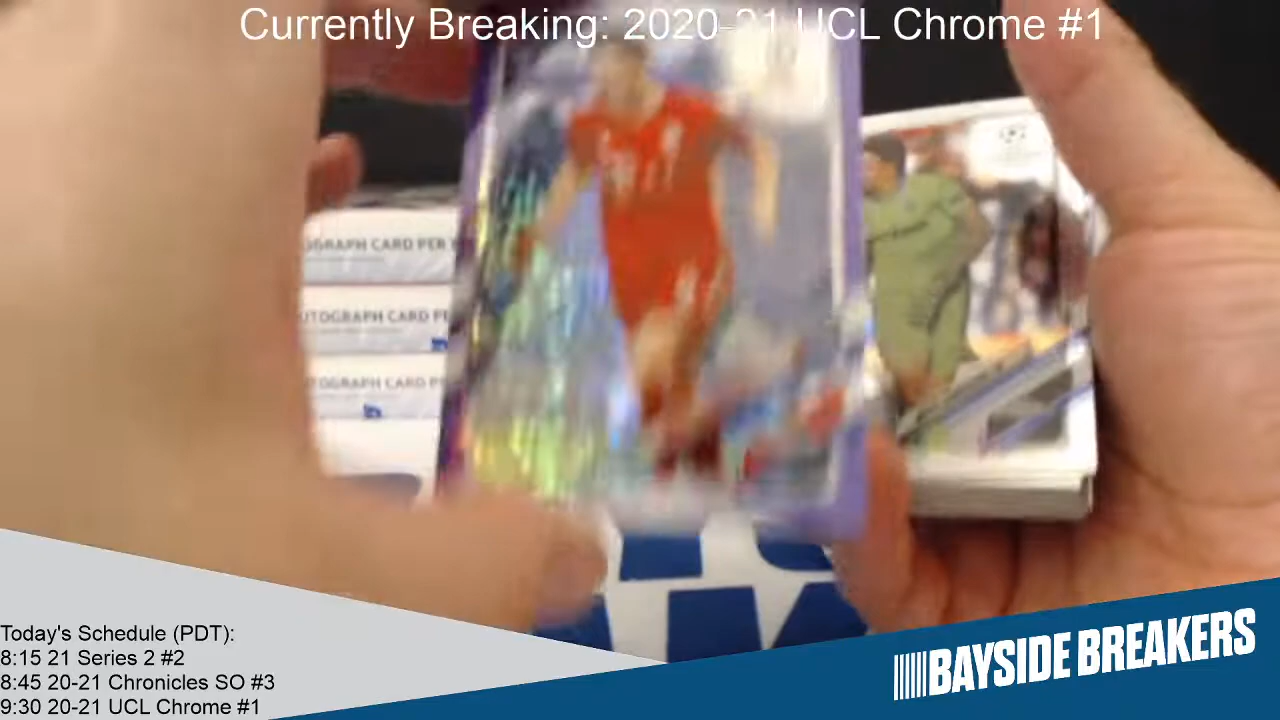 Currently Breaking: 2020-21 UCL Chrome #1
OGRAPH CARD PER
UTOGRAPH CARD PE
TOGRAPH CARD P
Today's Schedule (PDT):
8:15 21 Series 2 #2
8:45 20-21 Chronicles SO #3
9:30 20-21 UCL Chrome #1
BAYSIDE BREAKERS